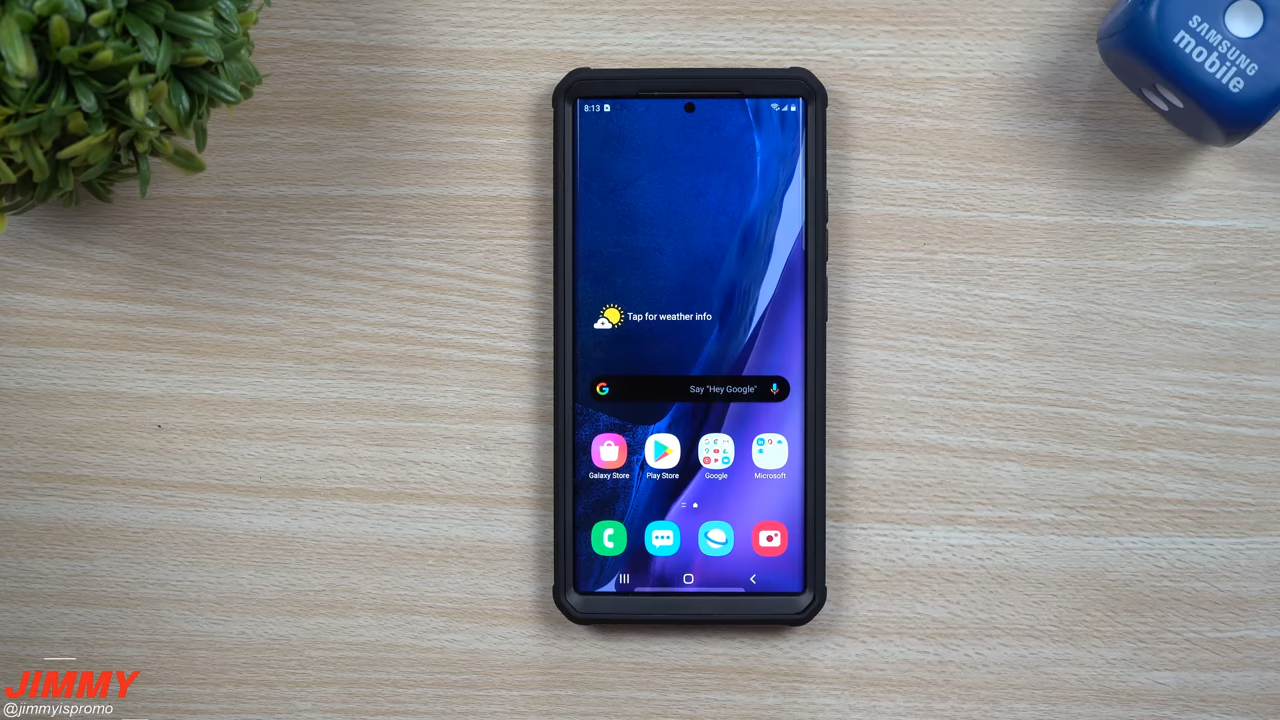 SAMSUNG
mobile
8:13
Tap for weather info
Say "Hey Google"
Galaxy Store
Play Store
Google
Microsoft
JIMMY
@jimmyispromo